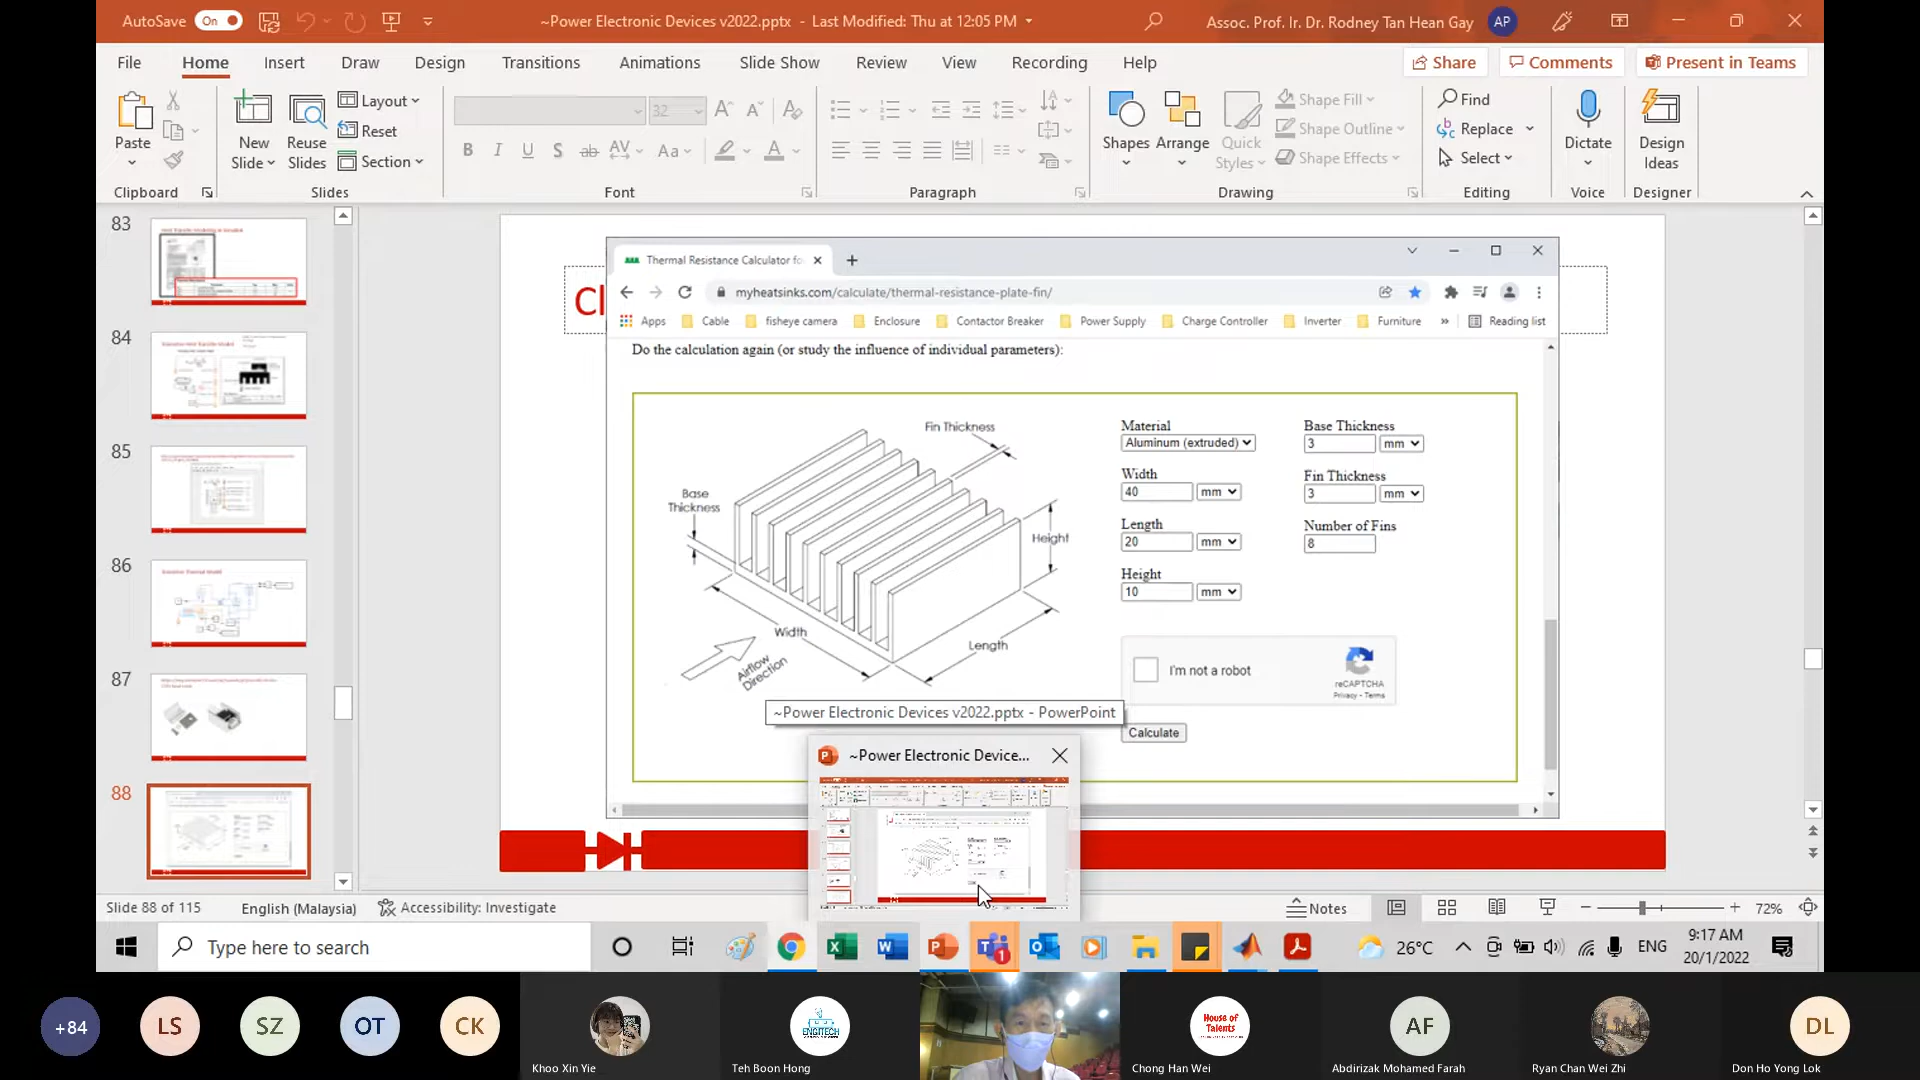 AutoSave On
~Power Electronic Devices v2022.pptx - Last Modified: Thu at 12:05 PM
Assoc. Prof. Ir. Dr. Rodney Tan Hean Gay AP
File Home Insert Draw Design Transitions Animations Slide Show Review View Recording Help
Share Comments Present in Teams
Paste
New Slide
Reuse Slides
Layout
Reset
Section
32
B I U S ab AV Aa A
Shapes
Arrange
Quick Styles
Shape Fill
Shape Outline
Shape Effects
Find
Replace
Select
Dictate
Design Ideas
Clipboard Slides Font Paragraph Drawing Editing Voice Designer
83
84
85
86
87
88
Cl
Thermal Resistance Calculator fo
myheatsinks.com/calculate/thermal-resistance-plate-fin/
Apps Cable fisheye camera Enclosure Contactor Breaker Power Supply Charge Controller Inverter Furniture » Reading list
Do the calculation again (or study the influence of individual parameters):
Fin Thickness
Base Thickness
Height
Width
Length
Airflow Direction
Material
Aluminum (extruded)
Width
40 mm
Length
20 mm
Height
10 mm
Base Thickness
3 mm
Fin Thickness
3 mm
Number of Fins
8
I'm not a robot
reCAPTCHA
Privacy - Terms
Calculate
~Power Electronic Devices v2022.pptx - PowerPoint
~Power Electronic Device...
Slide 88 of 115 English (Malaysia) Accessibility: Investigate
Notes 72%
Type here to search
26°C ENG
9:17 AM
20/1/2022
+84 LS SZ OT CK
ENGITECH
House of Talents
AF
DL
Khoo Xin Yie
Teh Boon Hong
Chong Han Wei
Abdirizak Mohamed Farah
Ryan Chan Wei Zhi
Don Ho Yong Lok